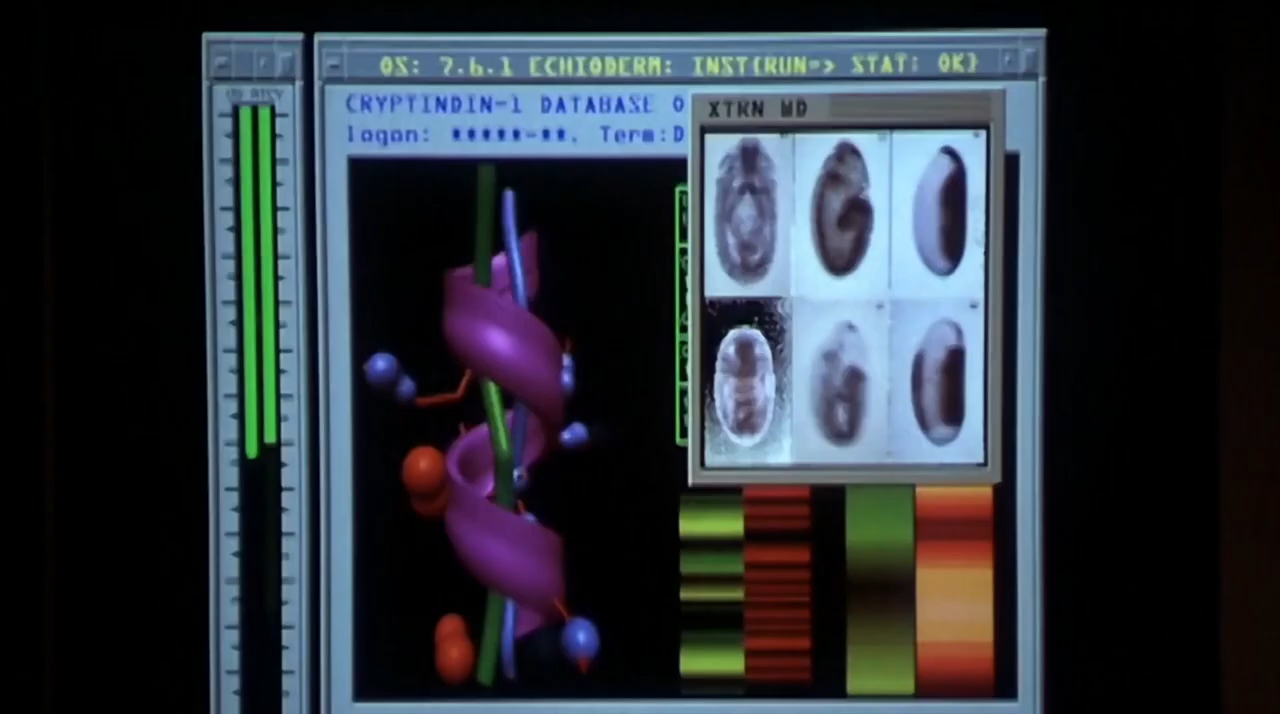 OS: 7.6.1 ECHIODERM: INST{RUN=> STAT: OK}
CRYPTINDIN-1 DATABASE O
logon: *****-**. Term:D
XTRN WD